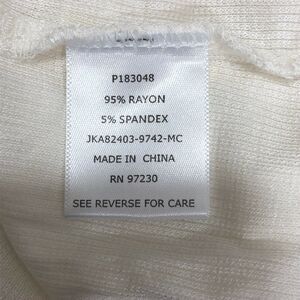 P183048
95% RAYON
5% SPANDEX
JKA82403-9742-MC
MADE IN CHINA
RN 97230
SEE REVERSE FOR CARE